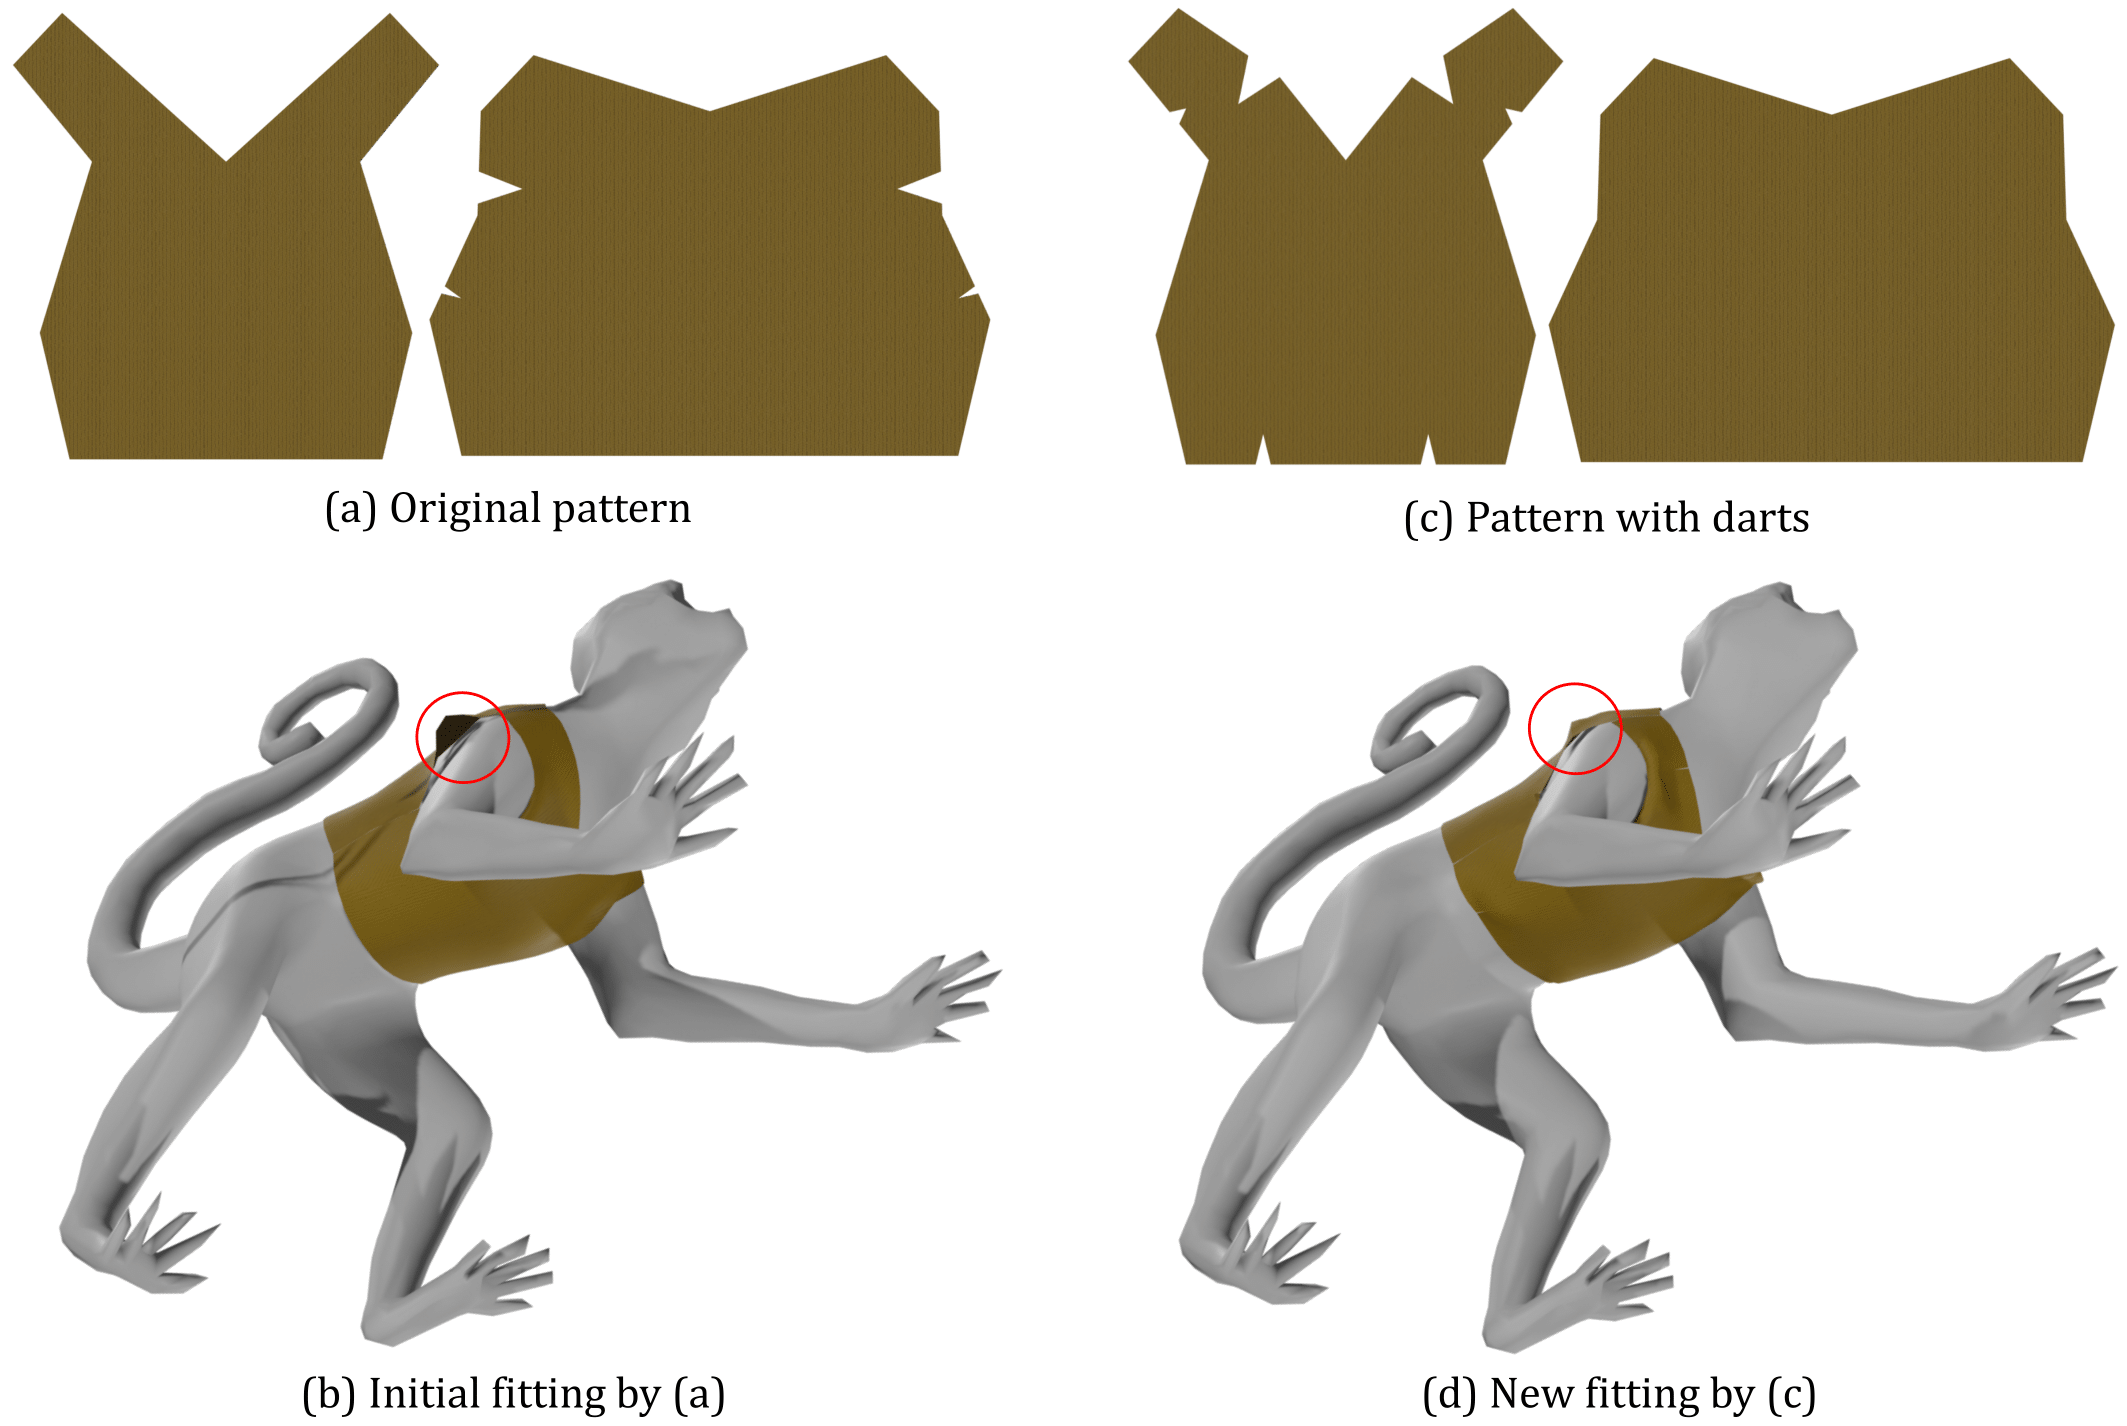 (a) Original pattern
(c) Pattern with darts
(b) Initial fitting by (a)
(d) New fitting by (c)